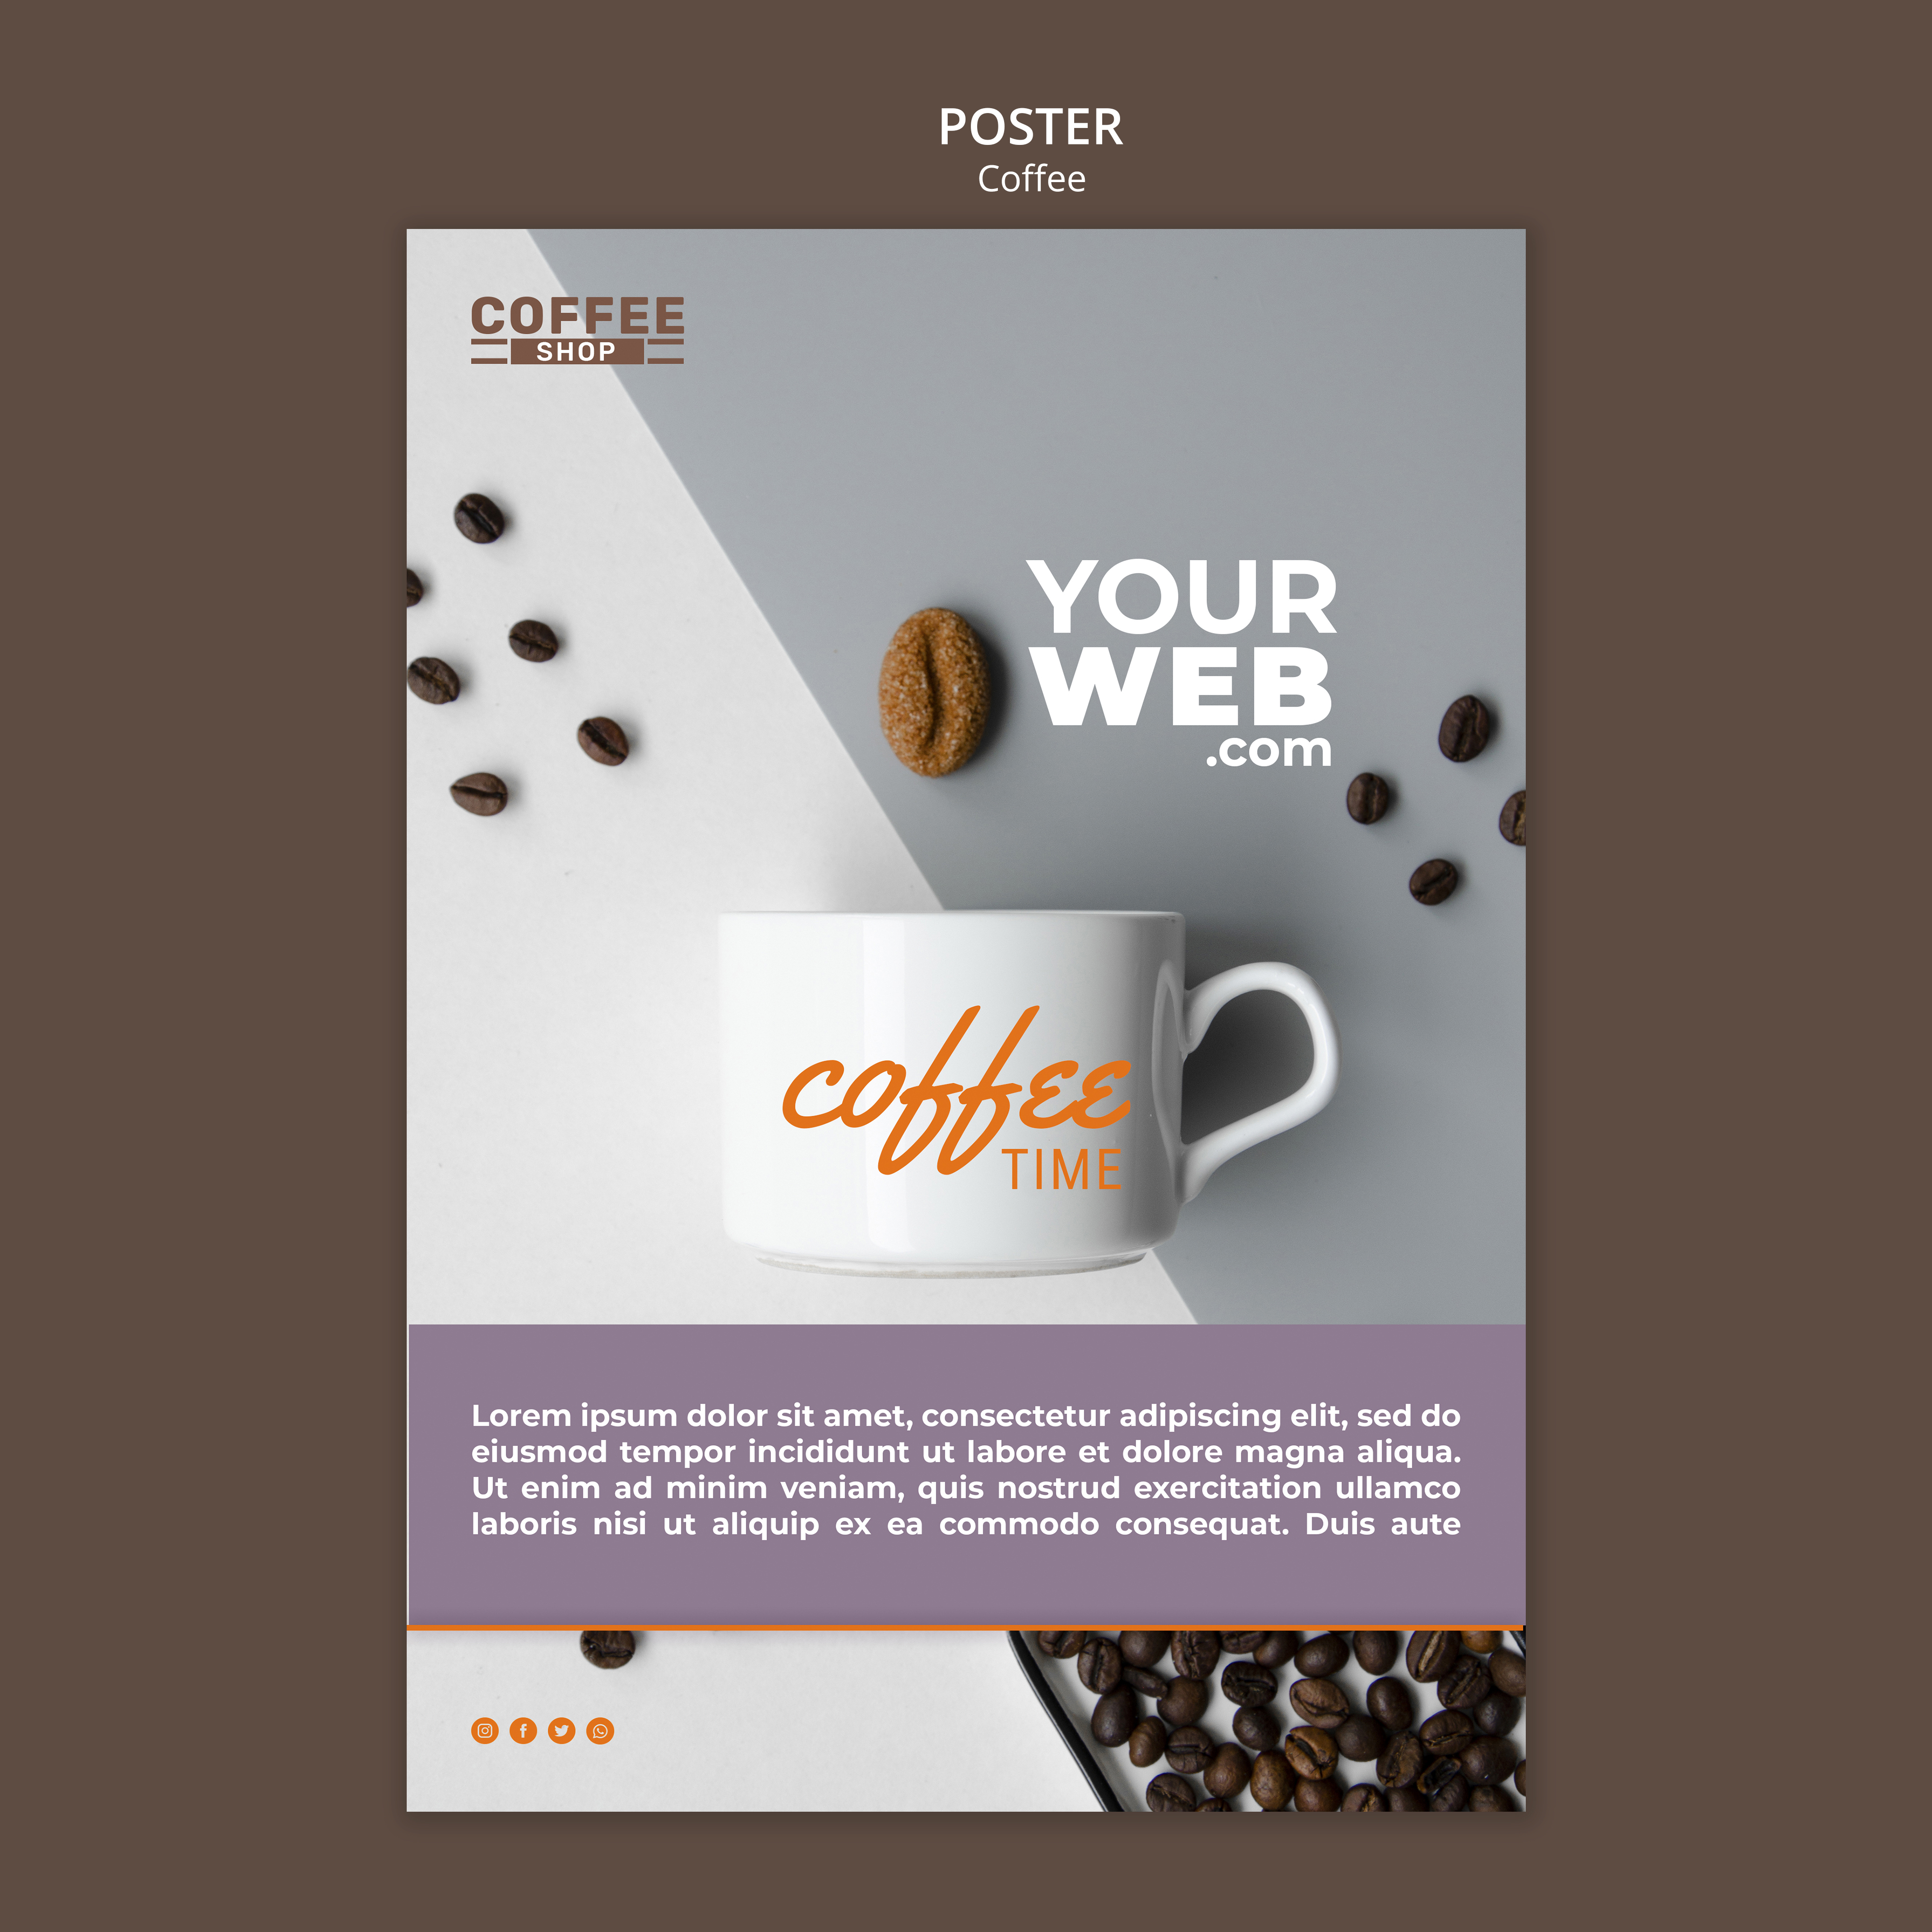 POSTER
Coffee
COFFEE
SHOP
YOUR
WEB
.com
coffee
TIME
Lorem ipsum dolor sit amet, consectetur adipiscing elit, sed do
eiusmod tempor incididunt ut labore et dolore magna aliqua.
Ut enim ad minim veniam, quis nostrud exercitation ullamco
laboris nisi ut aliquip ex ea commodo consequat. Duis aute